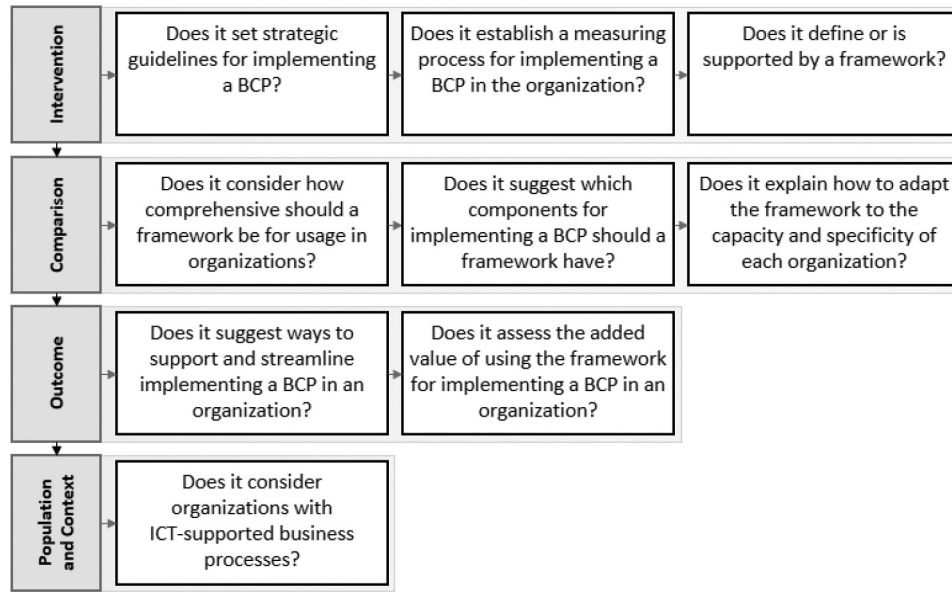 Intervention
Does it set strategic
guidelines for implementing
a BCP?
Does it establish a measuring
process for implementing a
BCP in the organization?
Does it define or is
supported by a framework?
Comparison
Does it consider how
comprehensive should a
framework be for usage in
organizations?
Does it suggest which
components for
implementing a BCP should a
framework have?
Does it explain how to adapt
the framework to the
capacity and specificity of
each organization?
Outcome
Does it suggest ways to
support and streamline
implementing a BCP in an
organization?
Does it assess the added
value of using the framework
for implementing a BCP in an
organization?
Population
and Context
Does it consider
organizations with
ICT-supported business
processes?